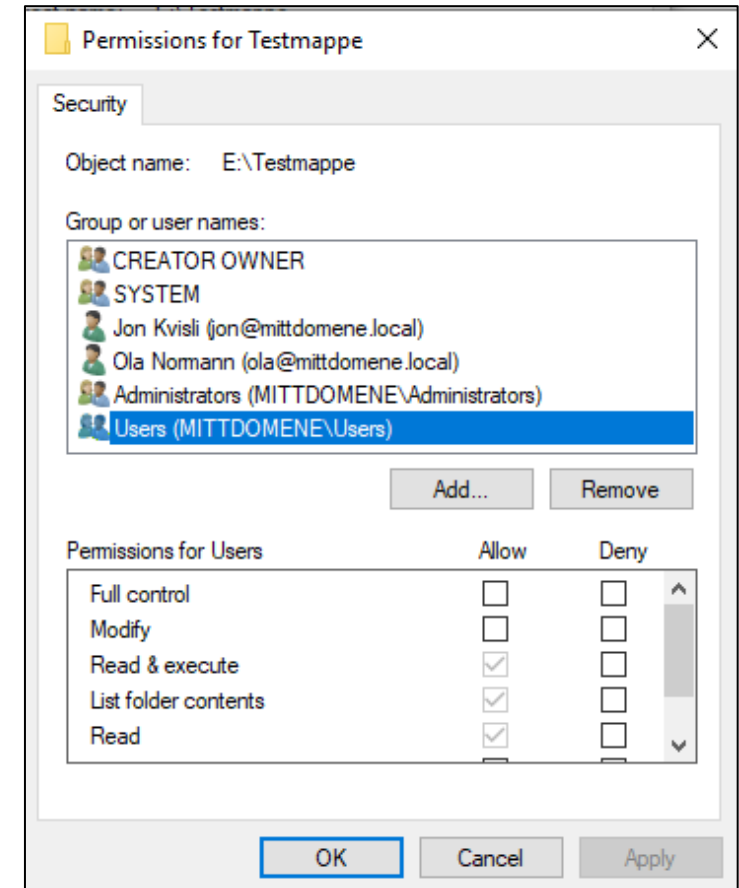 Permissions for Testmappe
Security
Object name: E:\Testmappe
Group or user names:
CREATOR OWNER
SYSTEM
Jon Kvisli (jon@mittdomene.local)
Ola Normann (ola@mittdomene.local)
Administrators (MITTDOMENE\Administrators)
Users (MITTDOMENE\Users)
Add... Remove
Permissions for Users Allow Deny
Full control
Modify
Read & execute
List folder contents
Read
OK Cancel Apply